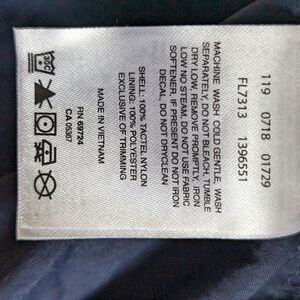 119 0718 01729
FL7313 1396551
MACHINE WASH COLD GENTLE, WASH
SEPARATELY, DO NOT BLEACH, TUMBLE
DRY LOW, REMOVE PROMPTLY, IRON
LOW NO STEAM, DO NOT USE FABRIC
SOFTENER, IF PRESENT DO NOT IRON
DECAL, DO NOT DRYCLEAN
SHELL: 100% TACTEL NYLON
LINING: 100% POLYESTER
EXCLUSIVE OF TRIMMING
MADE IN VIETNAM
RN 69724
CA 05367
30C